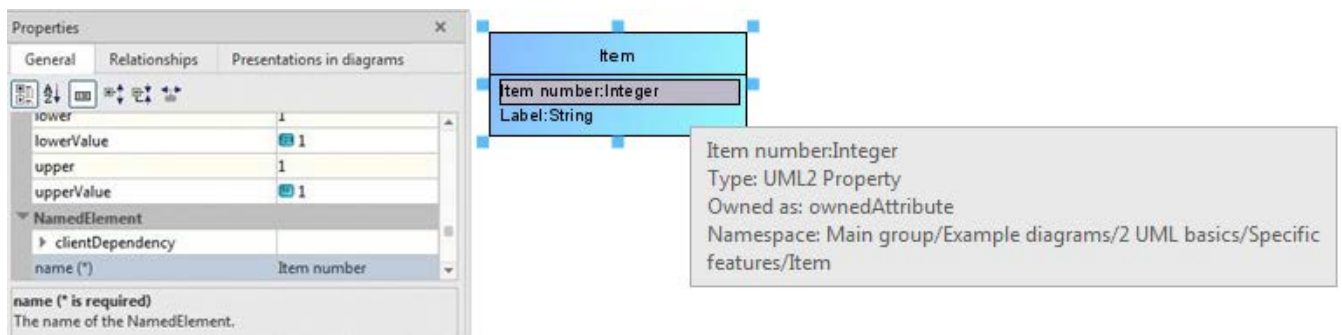 Properties
General Relationships Presentations in diagrams
lower 1
lowerValue 1
upper 1
upperValue 1
NamedElement
clientDependency
name (*) Item number
name (* is required)
The name of the NamedElement.
Item
Item number:Integer
Label:String
Item number:Integer
Type: UML2 Property
Owned as: ownedAttribute
Namespace: Main group/Example diagrams/2 UML basics/Specific
features/Item